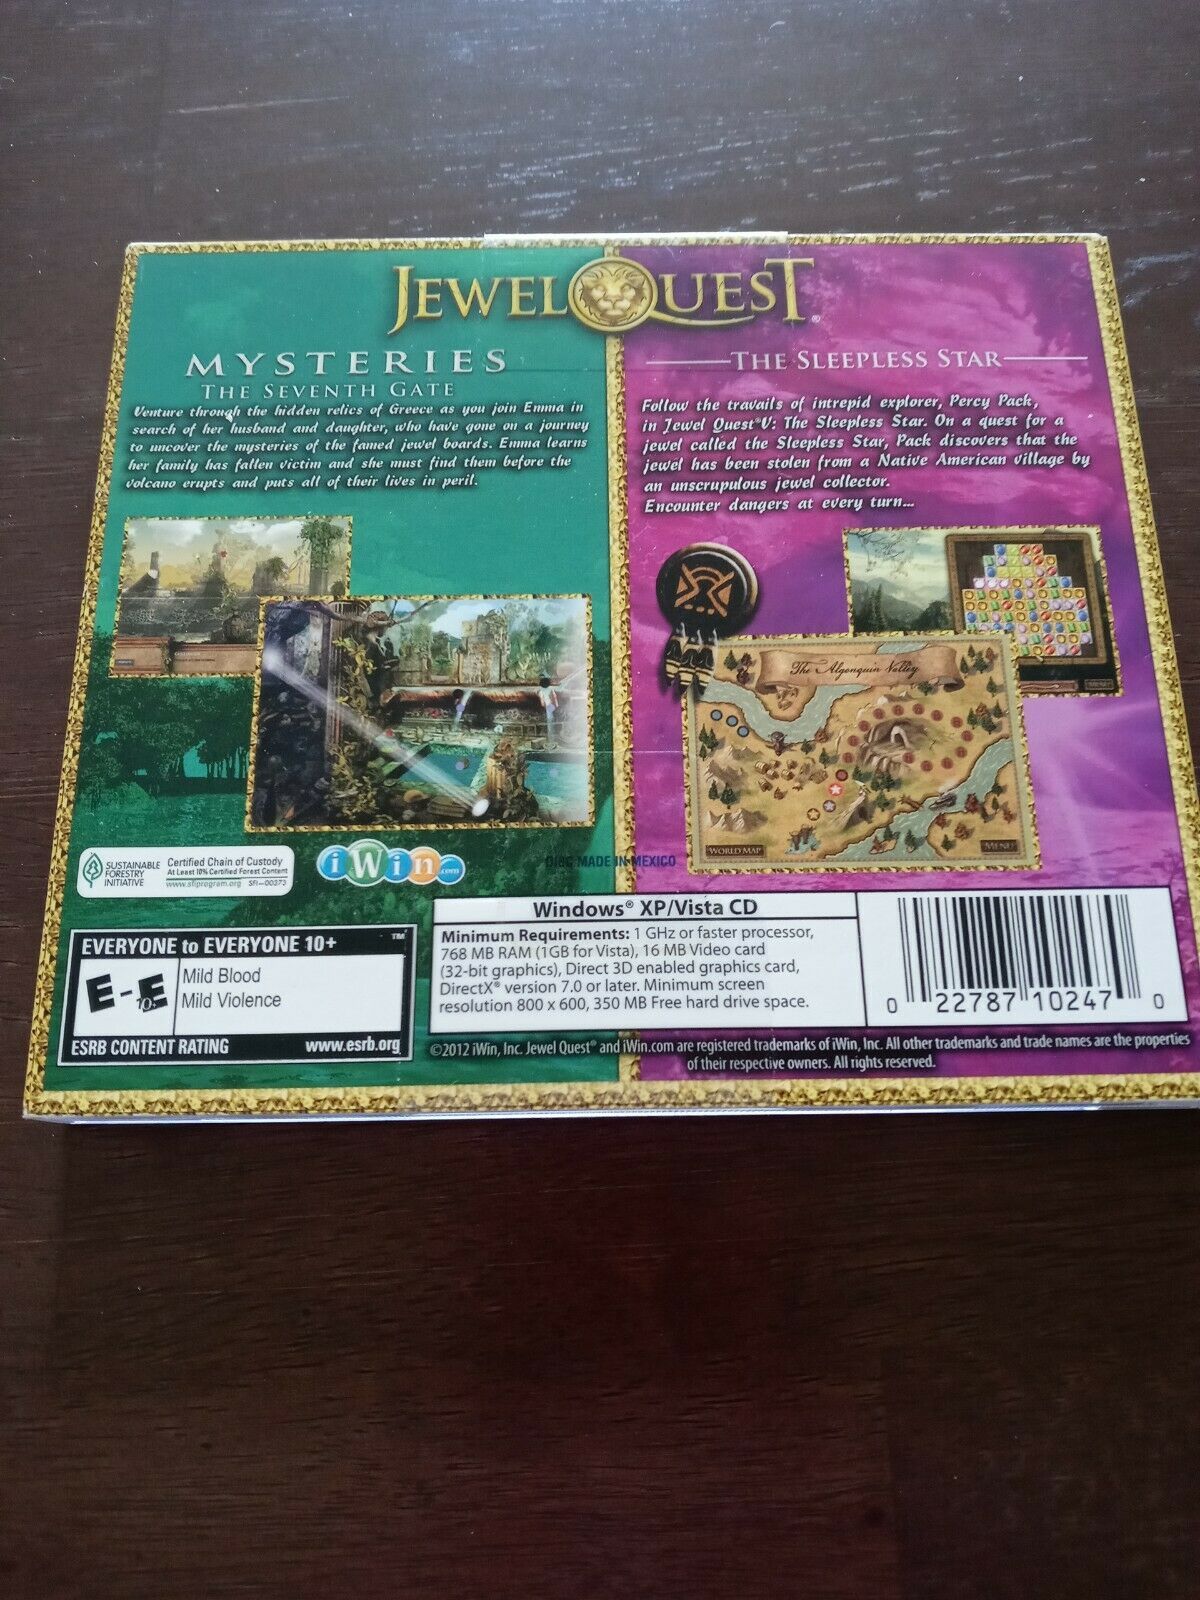 JEWEL QUEST®
MYSTERIES
THE SEVENTH GATE
Venture through the hidden relics of Greece as you join Emma in
search of her husband and daughter, who have gone on a journey
to uncover the mysteries of the famed jewel boards. Emma learns
her family has fallen victim and she must find them before the
volcano erupts and puts all of their lives in peril.
THE SLEEPLESS STAR
Follow the travails of intrepid explorer, Percy Pack,
in Jewel Quest® V: The Sleepless Star. On a quest for a
jewel called the Sleepless Star, Pack discovers that the
jewel has been stolen from a Native American village by
an unscrupulous jewel collector.
Encounter dangers at every turn...
The Algonquin Valley
WORLD MAP
MENU
MENU
SUSTAINABLE
FORESTRY
INITIATIVE
Certified Chain of Custody
At Least 10% Certified Forest Content
www.sfiprogram.org SFI-00273
iWin.com
DISC MADE IN MEXICO
EVERYONE to EVERYONE 10+ ™
E-E
10+
Mild Blood
Mild Violence
ESRB CONTENT RATING www.esrb.org
Windows® XP/Vista CD
Minimum Requirements: 1 GHz or faster processor,
768 MB RAM (1GB for Vista), 16 MB Video card
(32-bit graphics), Direct 3D enabled graphics card,
DirectX® version 7.0 or later. Minimum screen
resolution 800 x 600, 350 MB Free hard drive space.
0 22787 10247 0
©2012 iWin, Inc. Jewel Quest® and iWin.com are registered trademarks of iWin, Inc. All other trademarks and trade names are the properties
of their respective owners. All rights reserved.